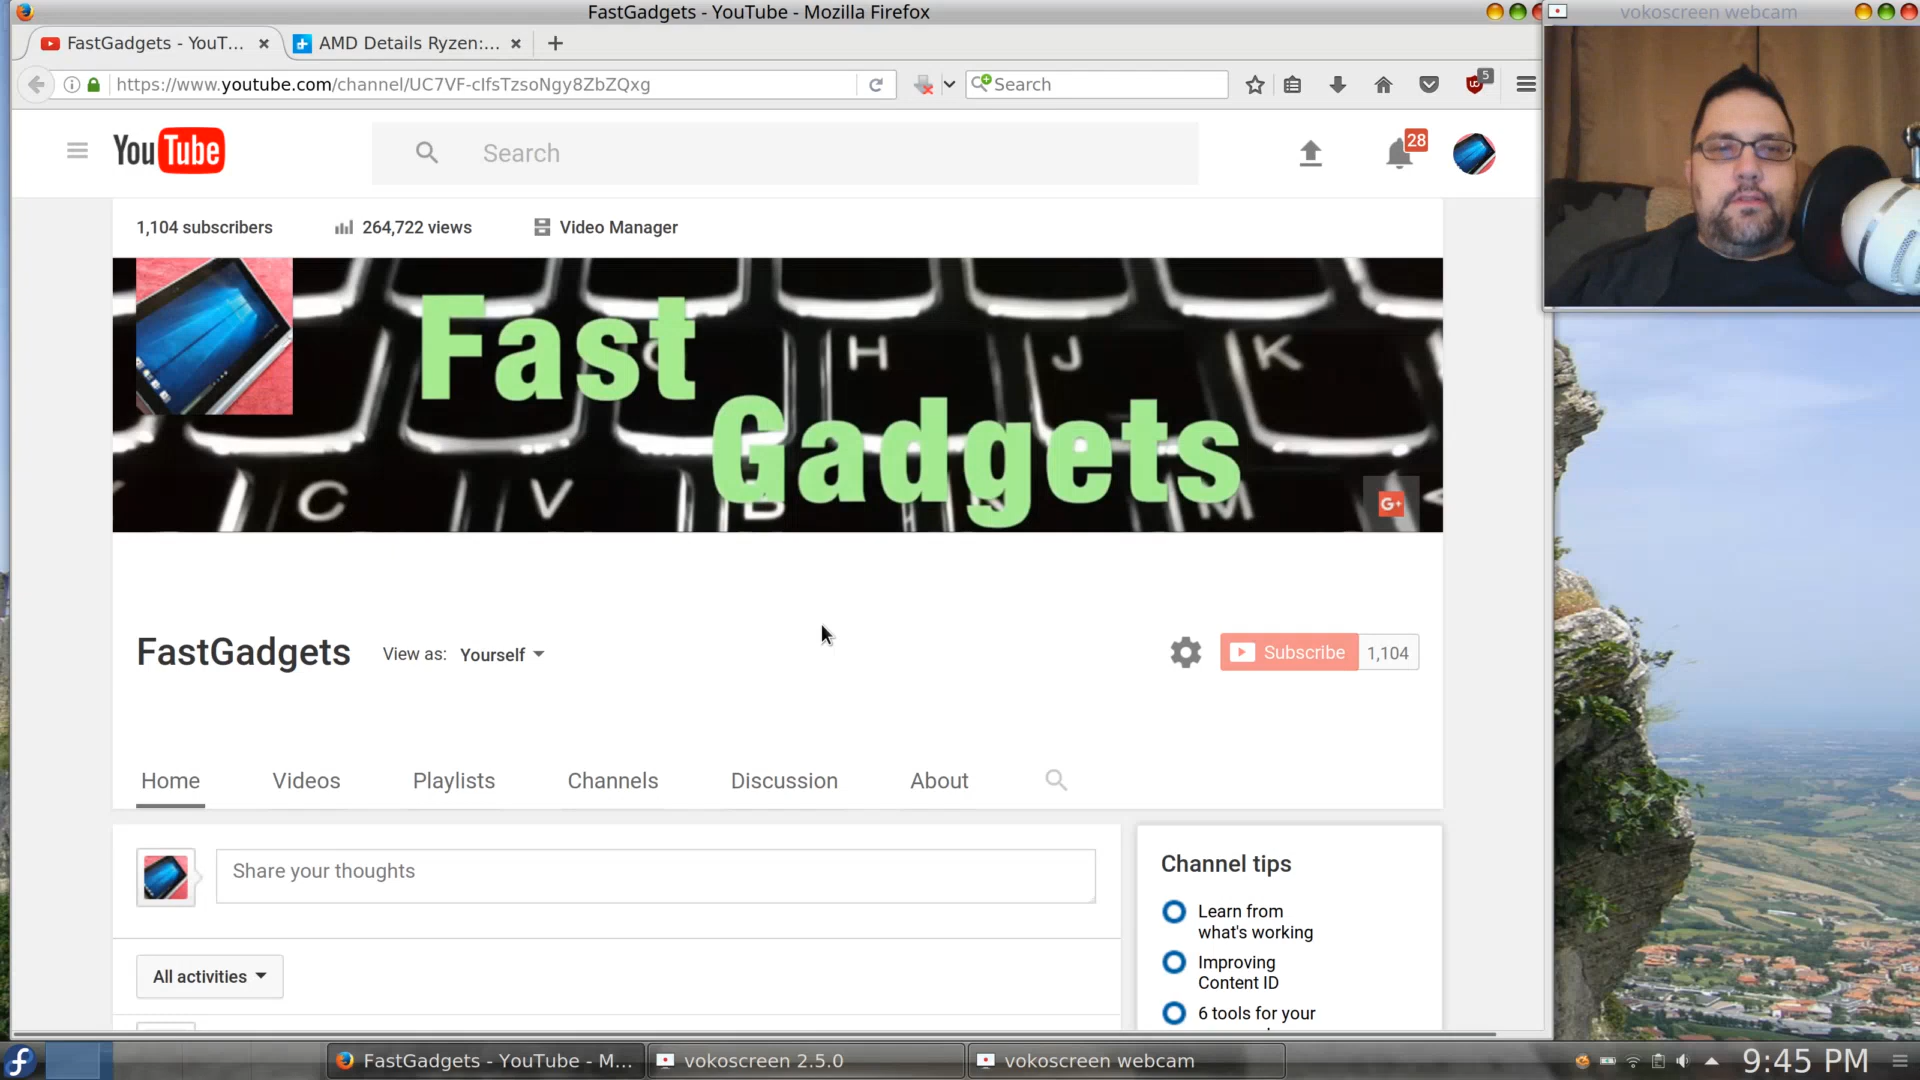 FastGadgets - YouTube - Mozilla Firefox
vokoscreen webcam
FastGadgets - YouT...
AMD Details Ryzen:...
https://www.youtube.com/channel/UC7VF-cIfsTzsoNgy8ZbZQxg
Search
5
YouTube
Search
28
1,104 subscribers
264,722 views
Video Manager
Fast
H J K
Gadgets
C V B M
G+
FastGadgets
View as: Yourself
Subscribe 1,104
Home Videos Playlists Channels Discussion About
Share your thoughts
Channel tips
Learn from
what's working
Improving
Content ID
6 tools for your
All activities
FastGadgets - YouTube - M...
vokoscreen 2.5.0
vokoscreen webcam
9:45 PM